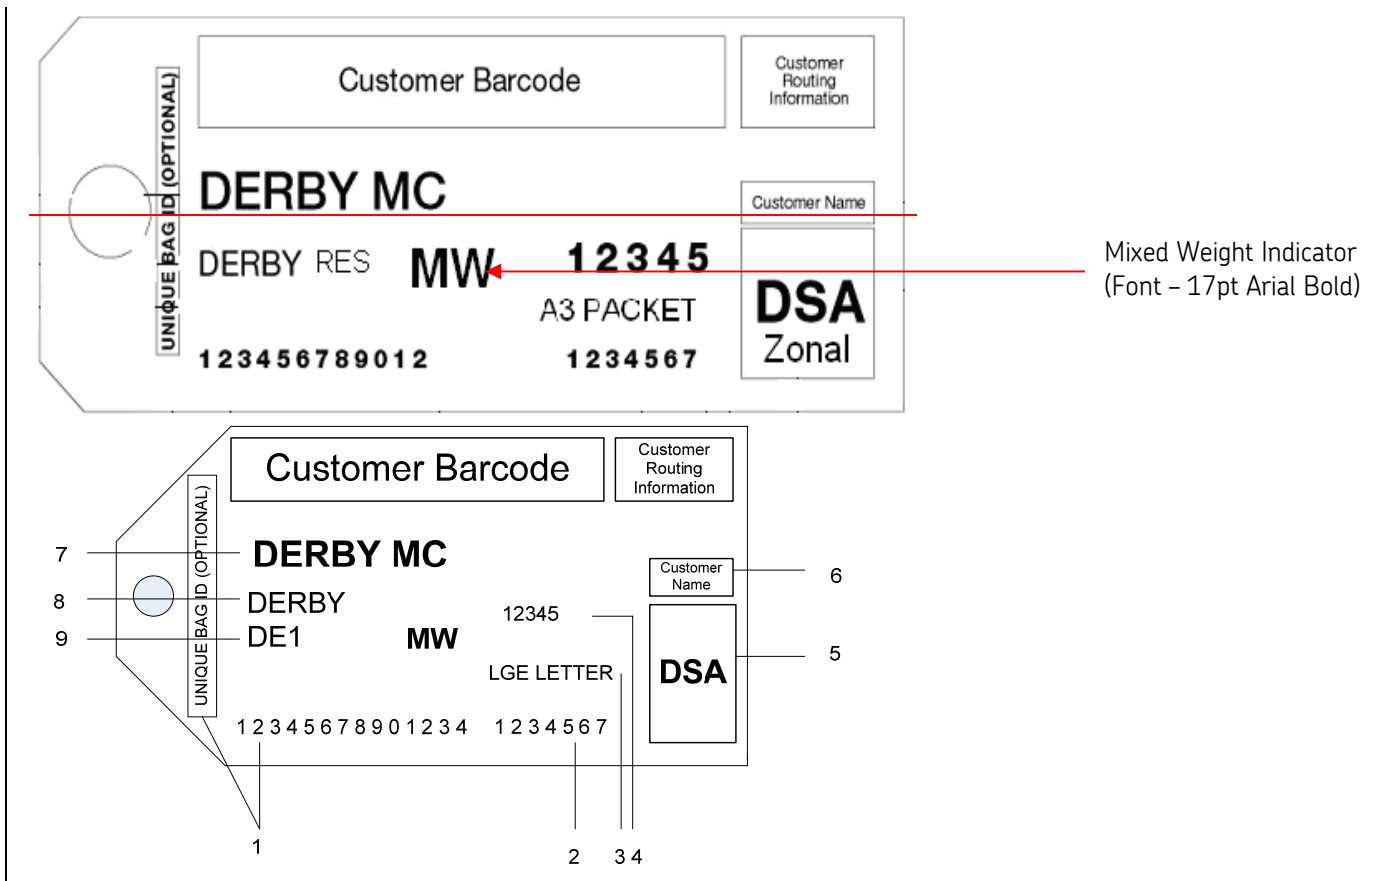 Customer Barcode
Customer
Routing
Information
UNIQUE BAG ID (OPTIONAL)
DERBY MC
Customer Name
DERBY RES
MW
12345
Mixed Weight Indicator
(Font – 17pt Arial Bold)
A3 PACKET
DSA
Zonal
123456789012
1234567
Customer Barcode
Customer
Routing
Information
UNIQUE BAG ID (OPTIONAL)
7
DERBY MC
Customer
Name
6
8
DERBY
12345
9
DE1
MW
5
LGE LETTER
DSA
1 2 3 4 5 6 7 8 9 0 1 2 3 4
1 2 3 4 5 6 7
1
2
3 4